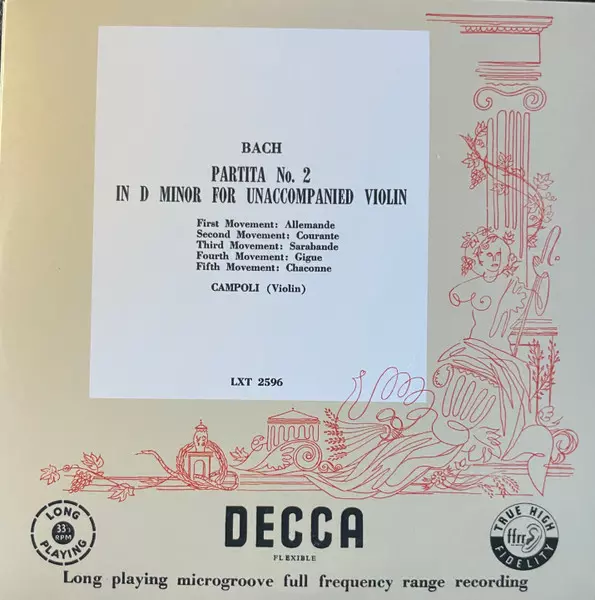 BACH
PARTITA No. 2
IN D MINOR FOR UNACCOMPANIED VIOLIN
First Movement: Allemande
Second Movement: Courante
Third Movement: Sarabande
Fourth Movement: Gigue
Fifth Movement: Chaconne
CAMPOLI (Violin)
LXT 2596
LONG
33⅓
RPM
PLAYING
DECCA
FLEXIBLE
TRUE HIGH
ffrr
FIDELITY
Long playing microgroove full frequency range recording